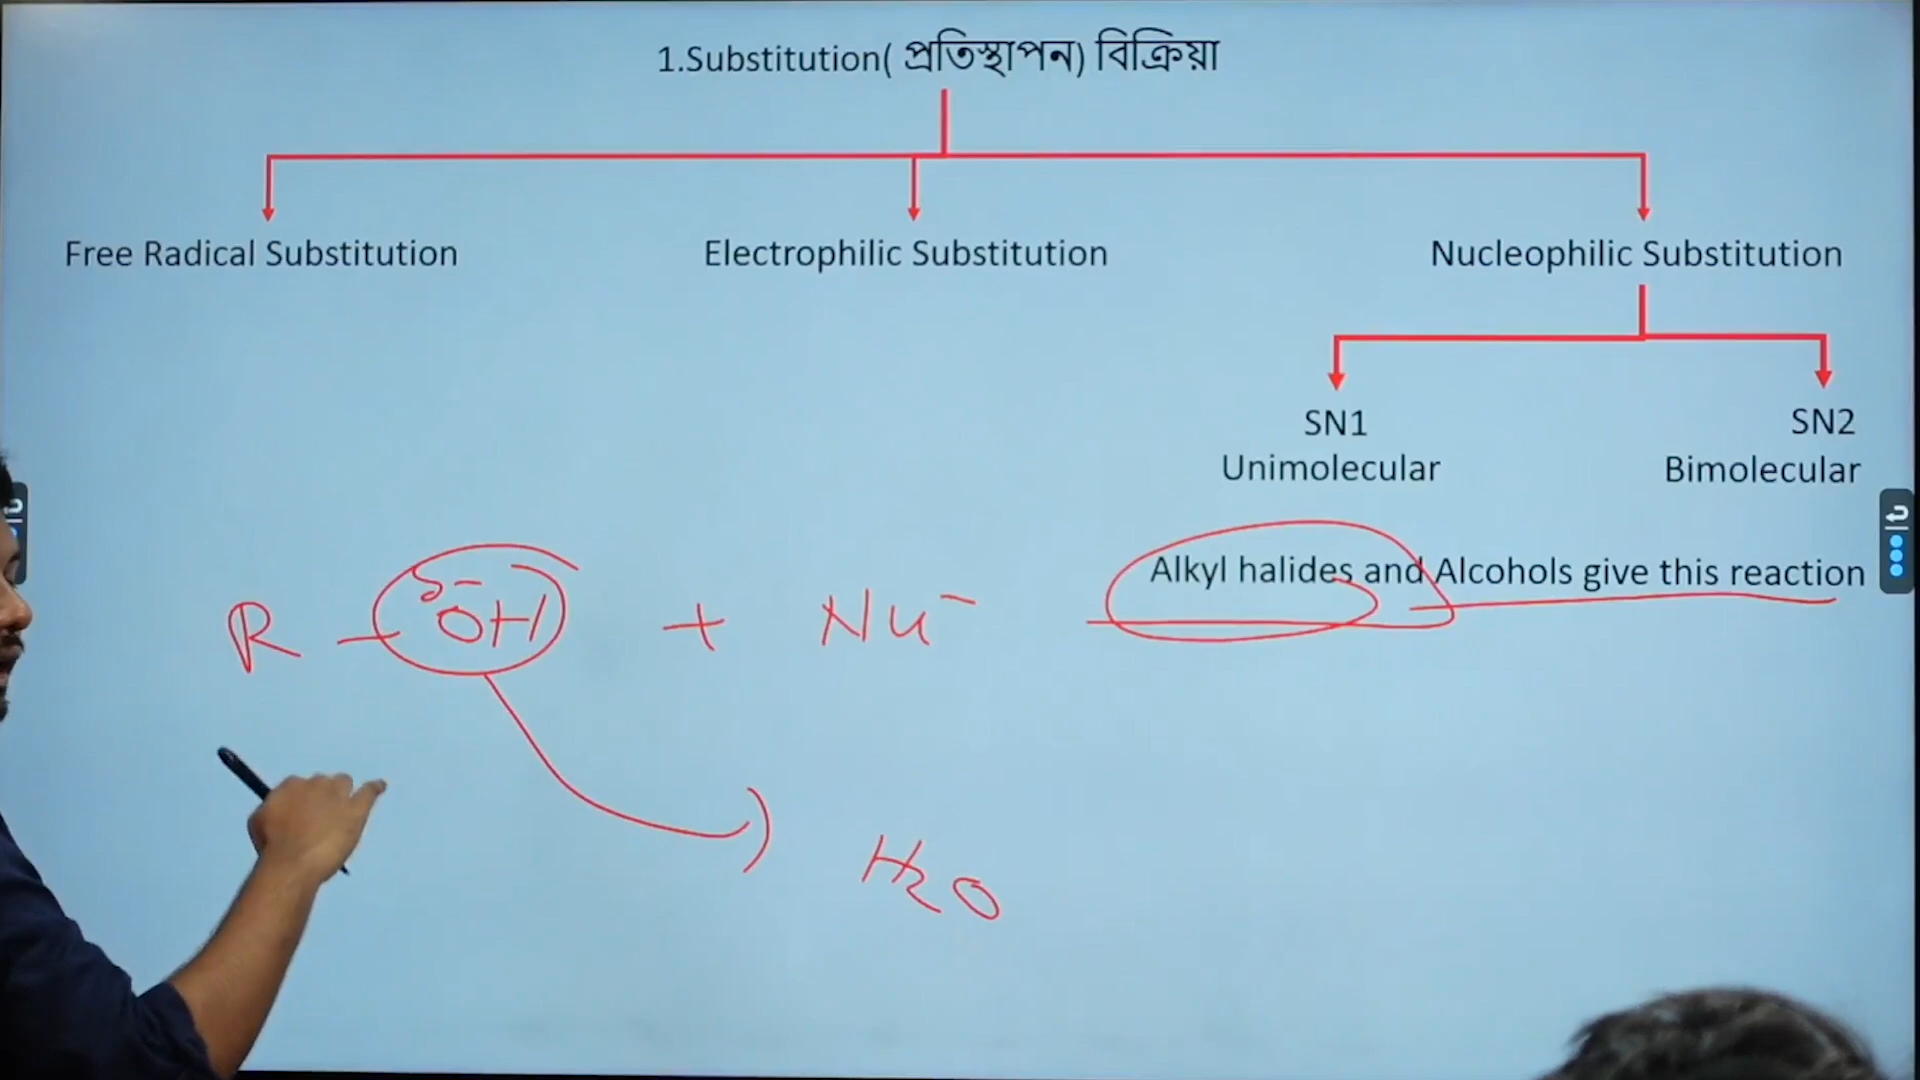 1.Substitution( প্রতিস্থাপন) বিক্রিয়া
Free Radical Substitution
Electrophilic Substitution
Nucleophilic Substitution
SN1
Unimolecular
SN2
Bimolecular
Alkyl halides and Alcohols give this reaction
R - δ- OH + Nu⁻
H2O